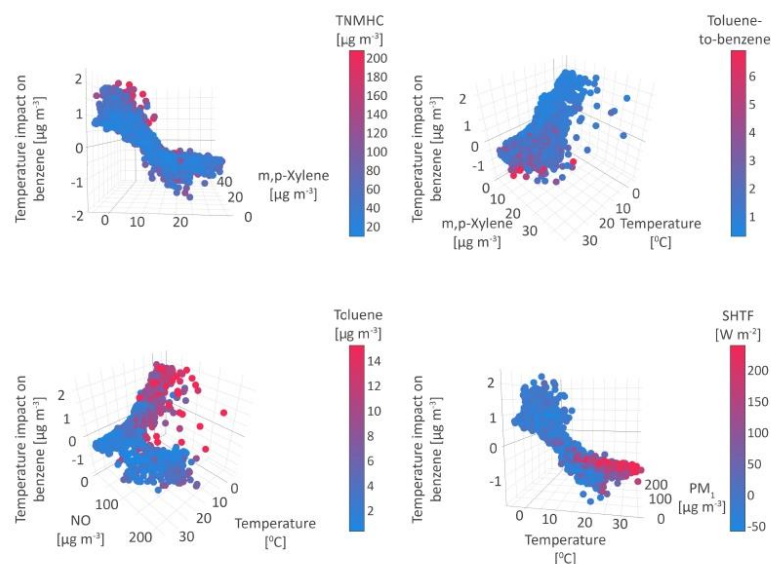 TNMHC
[µg m⁻³]
Temperature impact on
benzene [µg m⁻³]
2
1
0
-1
-2
0
10
20
40
20
0
m,p-Xylene
[µg m⁻³]
200
180
160
140
120
100
80
60
40
20
Toluene-
to-benzene
Temperature impact on
benzene [µg m⁻³]
2
1
0
-1
0
10
20
30
m,p-Xylene
[µg m⁻³]
0
10
20
30
Temperature
[⁰C]
6
5
4
3
2
1
Tcluene
[µg m⁻³]
Temperature impact on
benzene [µg m⁻³]
2
1
0
-1
0
100
200
NO
[µg m⁻³]
0
10
20
30
Temperature
[⁰C]
14
12
10
8
6
4
2
SHTF
[W m⁻²]
Temperature impact on
benzene [µg m⁻³]
2
1
0
-1
0
10
20
30
Temperature
[⁰C]
200
100
0
PM₁
[µg m⁻³]
200
150
100
50
0
-50